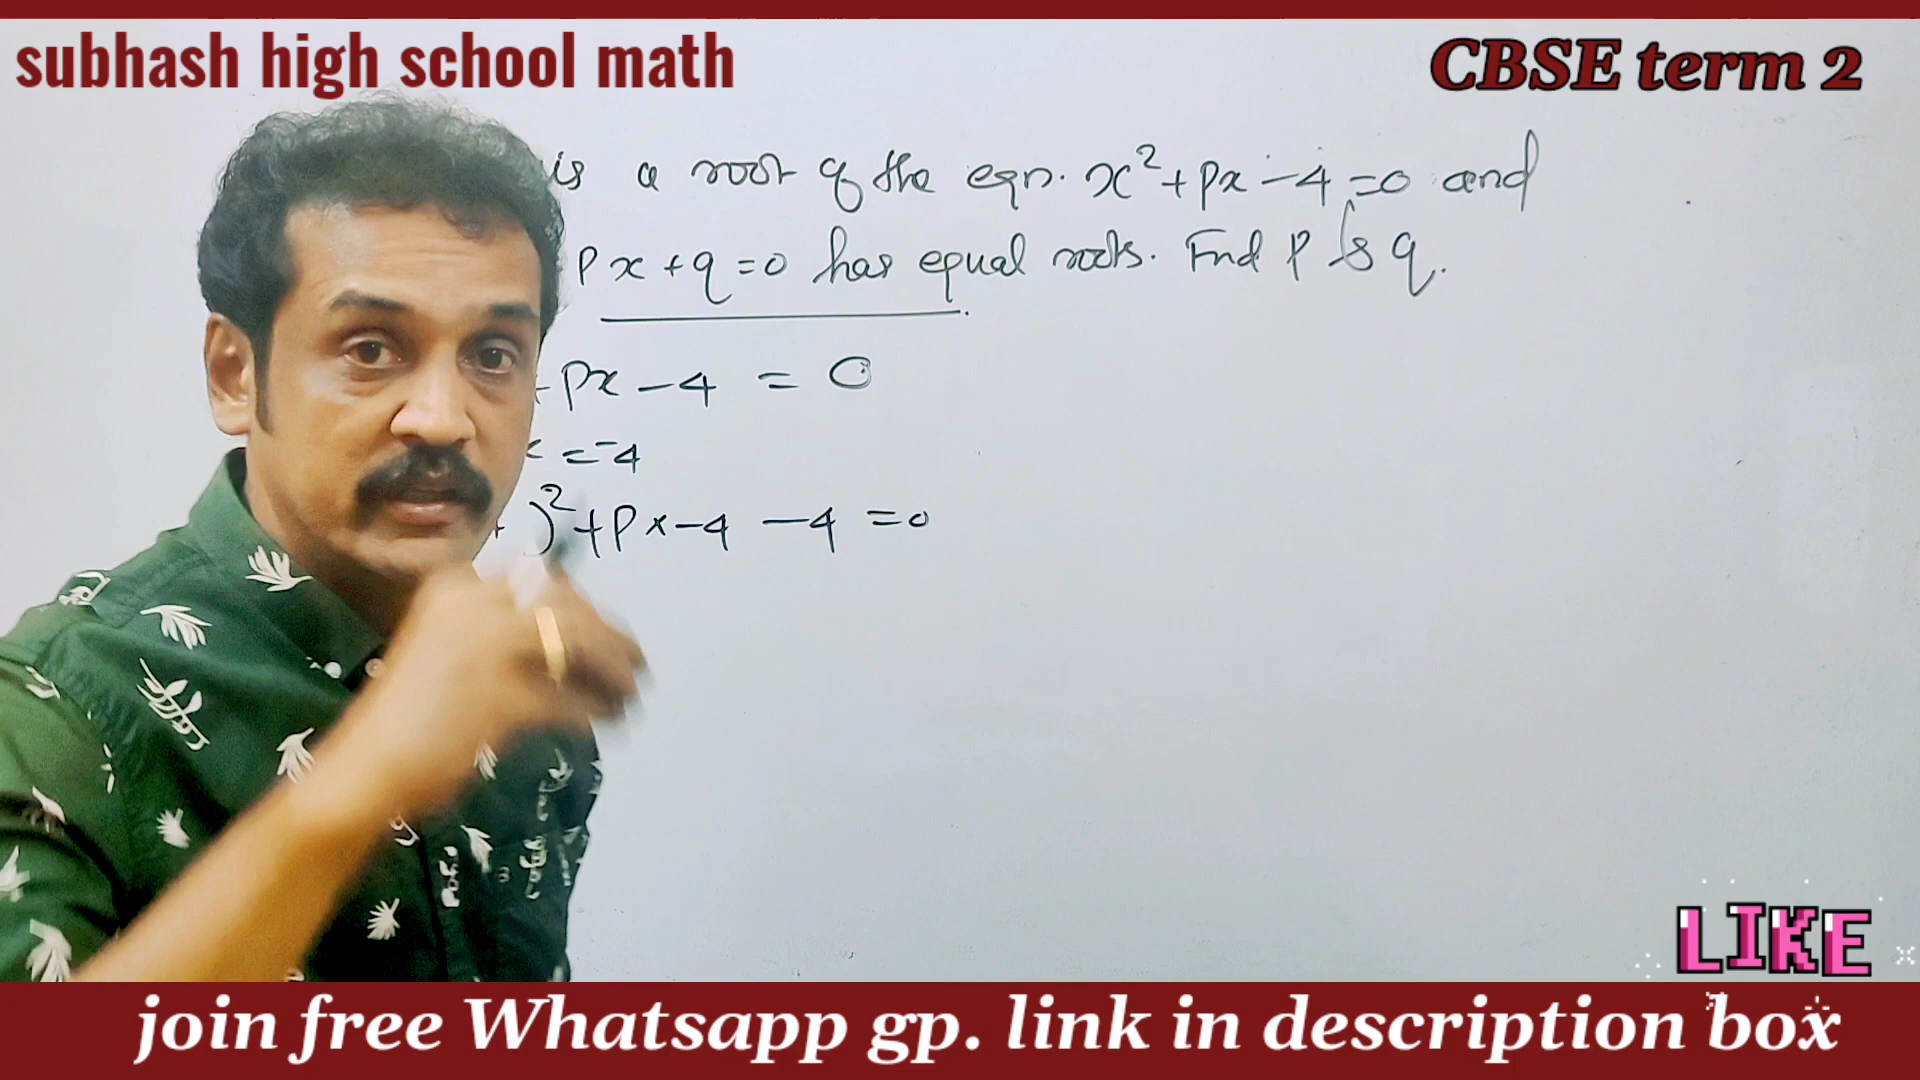 subhash high school math
CBSE term 2
is a root of the eqn. x²+px-4=0 and
px+q=0 has equal roots. Find P & q.
px-4 = 0
=-4
)²+px-4 -4 =0
LIKE
join free Whatsapp gp. link in description box